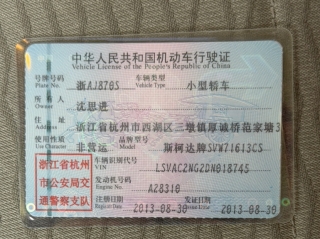 中华人民共和国机动车行驶证
Vehicle License of the People's Republic of China
号牌号码 浙AJ8705 车辆类型 小型轿车
Plate No. Vehicle Type
所有人 沈思进
Owner
住址 浙江省杭州市西湖区三墩镇厚诚桥范家塘3
Address
使用性质 非营运 品牌型号 斯柯达牌SVW71613CS
Use Character Model
浙江省杭州
市公安局交
通警察支队
车辆识别代号 LSVAC2NG2DN018745
VIN
发动机号码 A28310
Engine No.
注册日期 2013-08-30 发证日期 2013-08-30
Register Date Issue Date